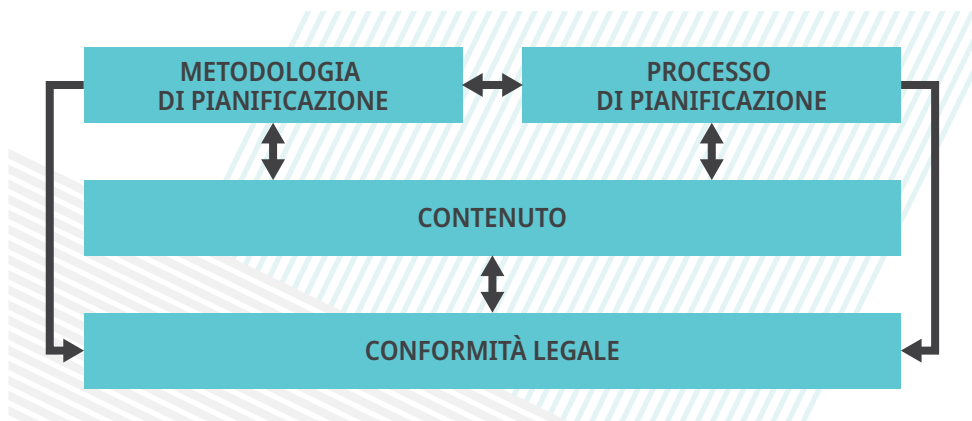 METODOLOGIA
DI PIANIFICAZIONE
PROCESSO
DI PIANIFICAZIONE
CONTENUTO
CONFORMITÀ LEGALE